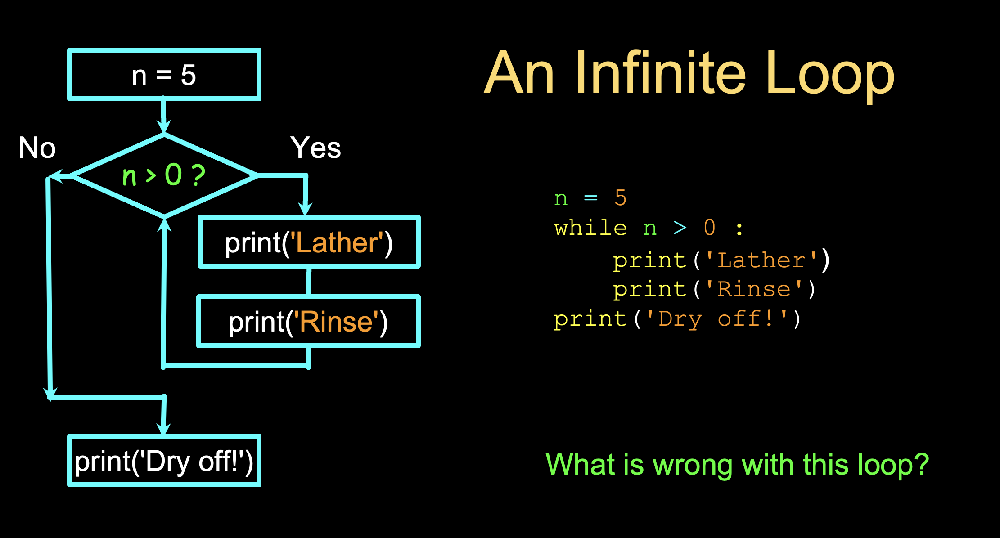 An Infinite Loop
n = 5
No
Yes
n > 0 ?
print('Lather')
print('Rinse')
print('Dry off!')
n = 5
while n > 0 :
    print('Lather')
    print('Rinse')
print('Dry off!')
What is wrong with this loop?